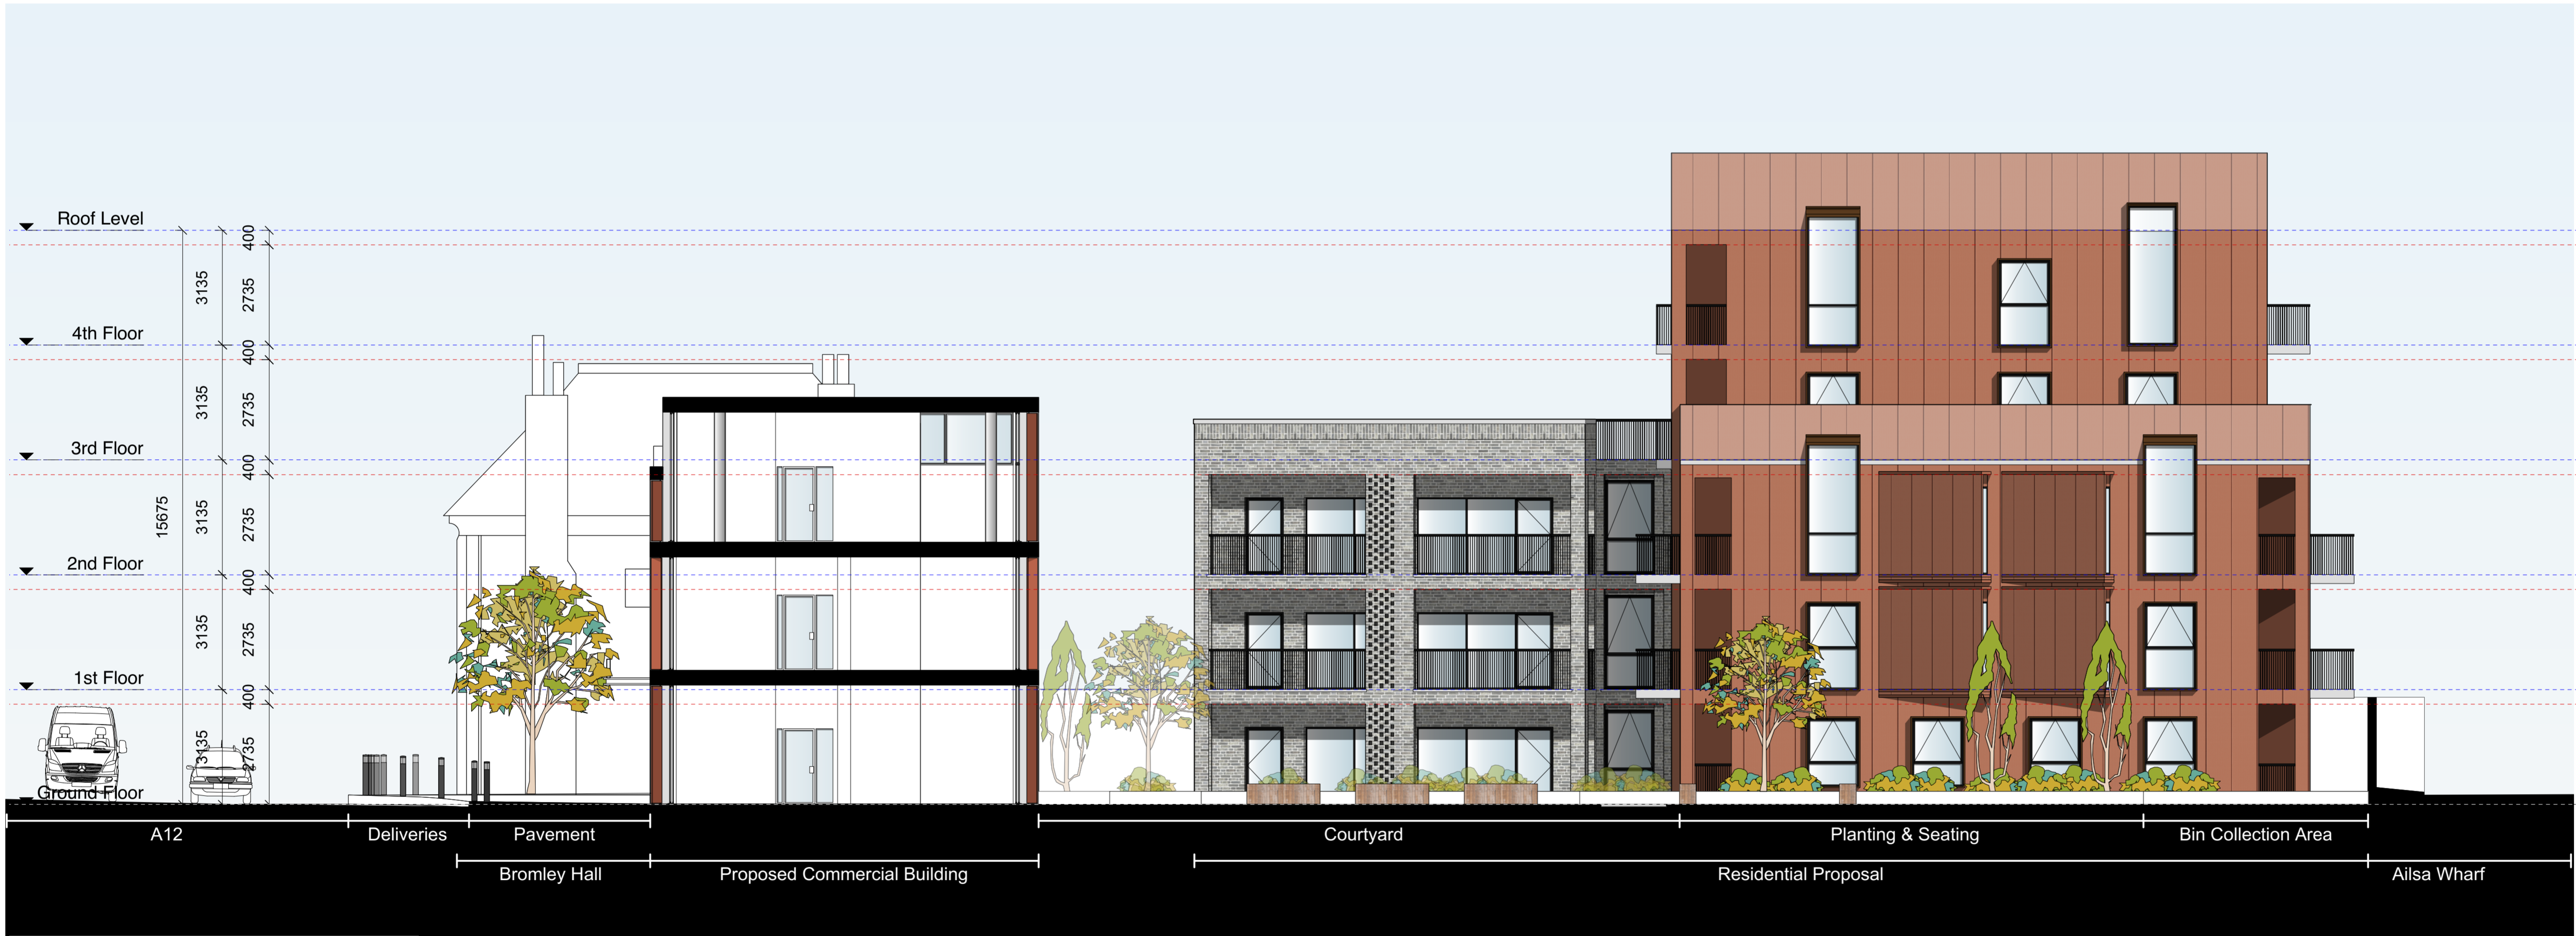 Roof Level
400
3135
2735
4th Floor
400
3135
2735
3rd Floor
400
15675
3135
2735
2nd Floor
400
3135
2735
1st Floor
400
3135
2735
Ground Floor
A12
Deliveries
Pavement
Courtyard
Planting & Seating
Bin Collection Area
Bromley Hall
Proposed Commercial Building
Residential Proposal
Ailsa Wharf